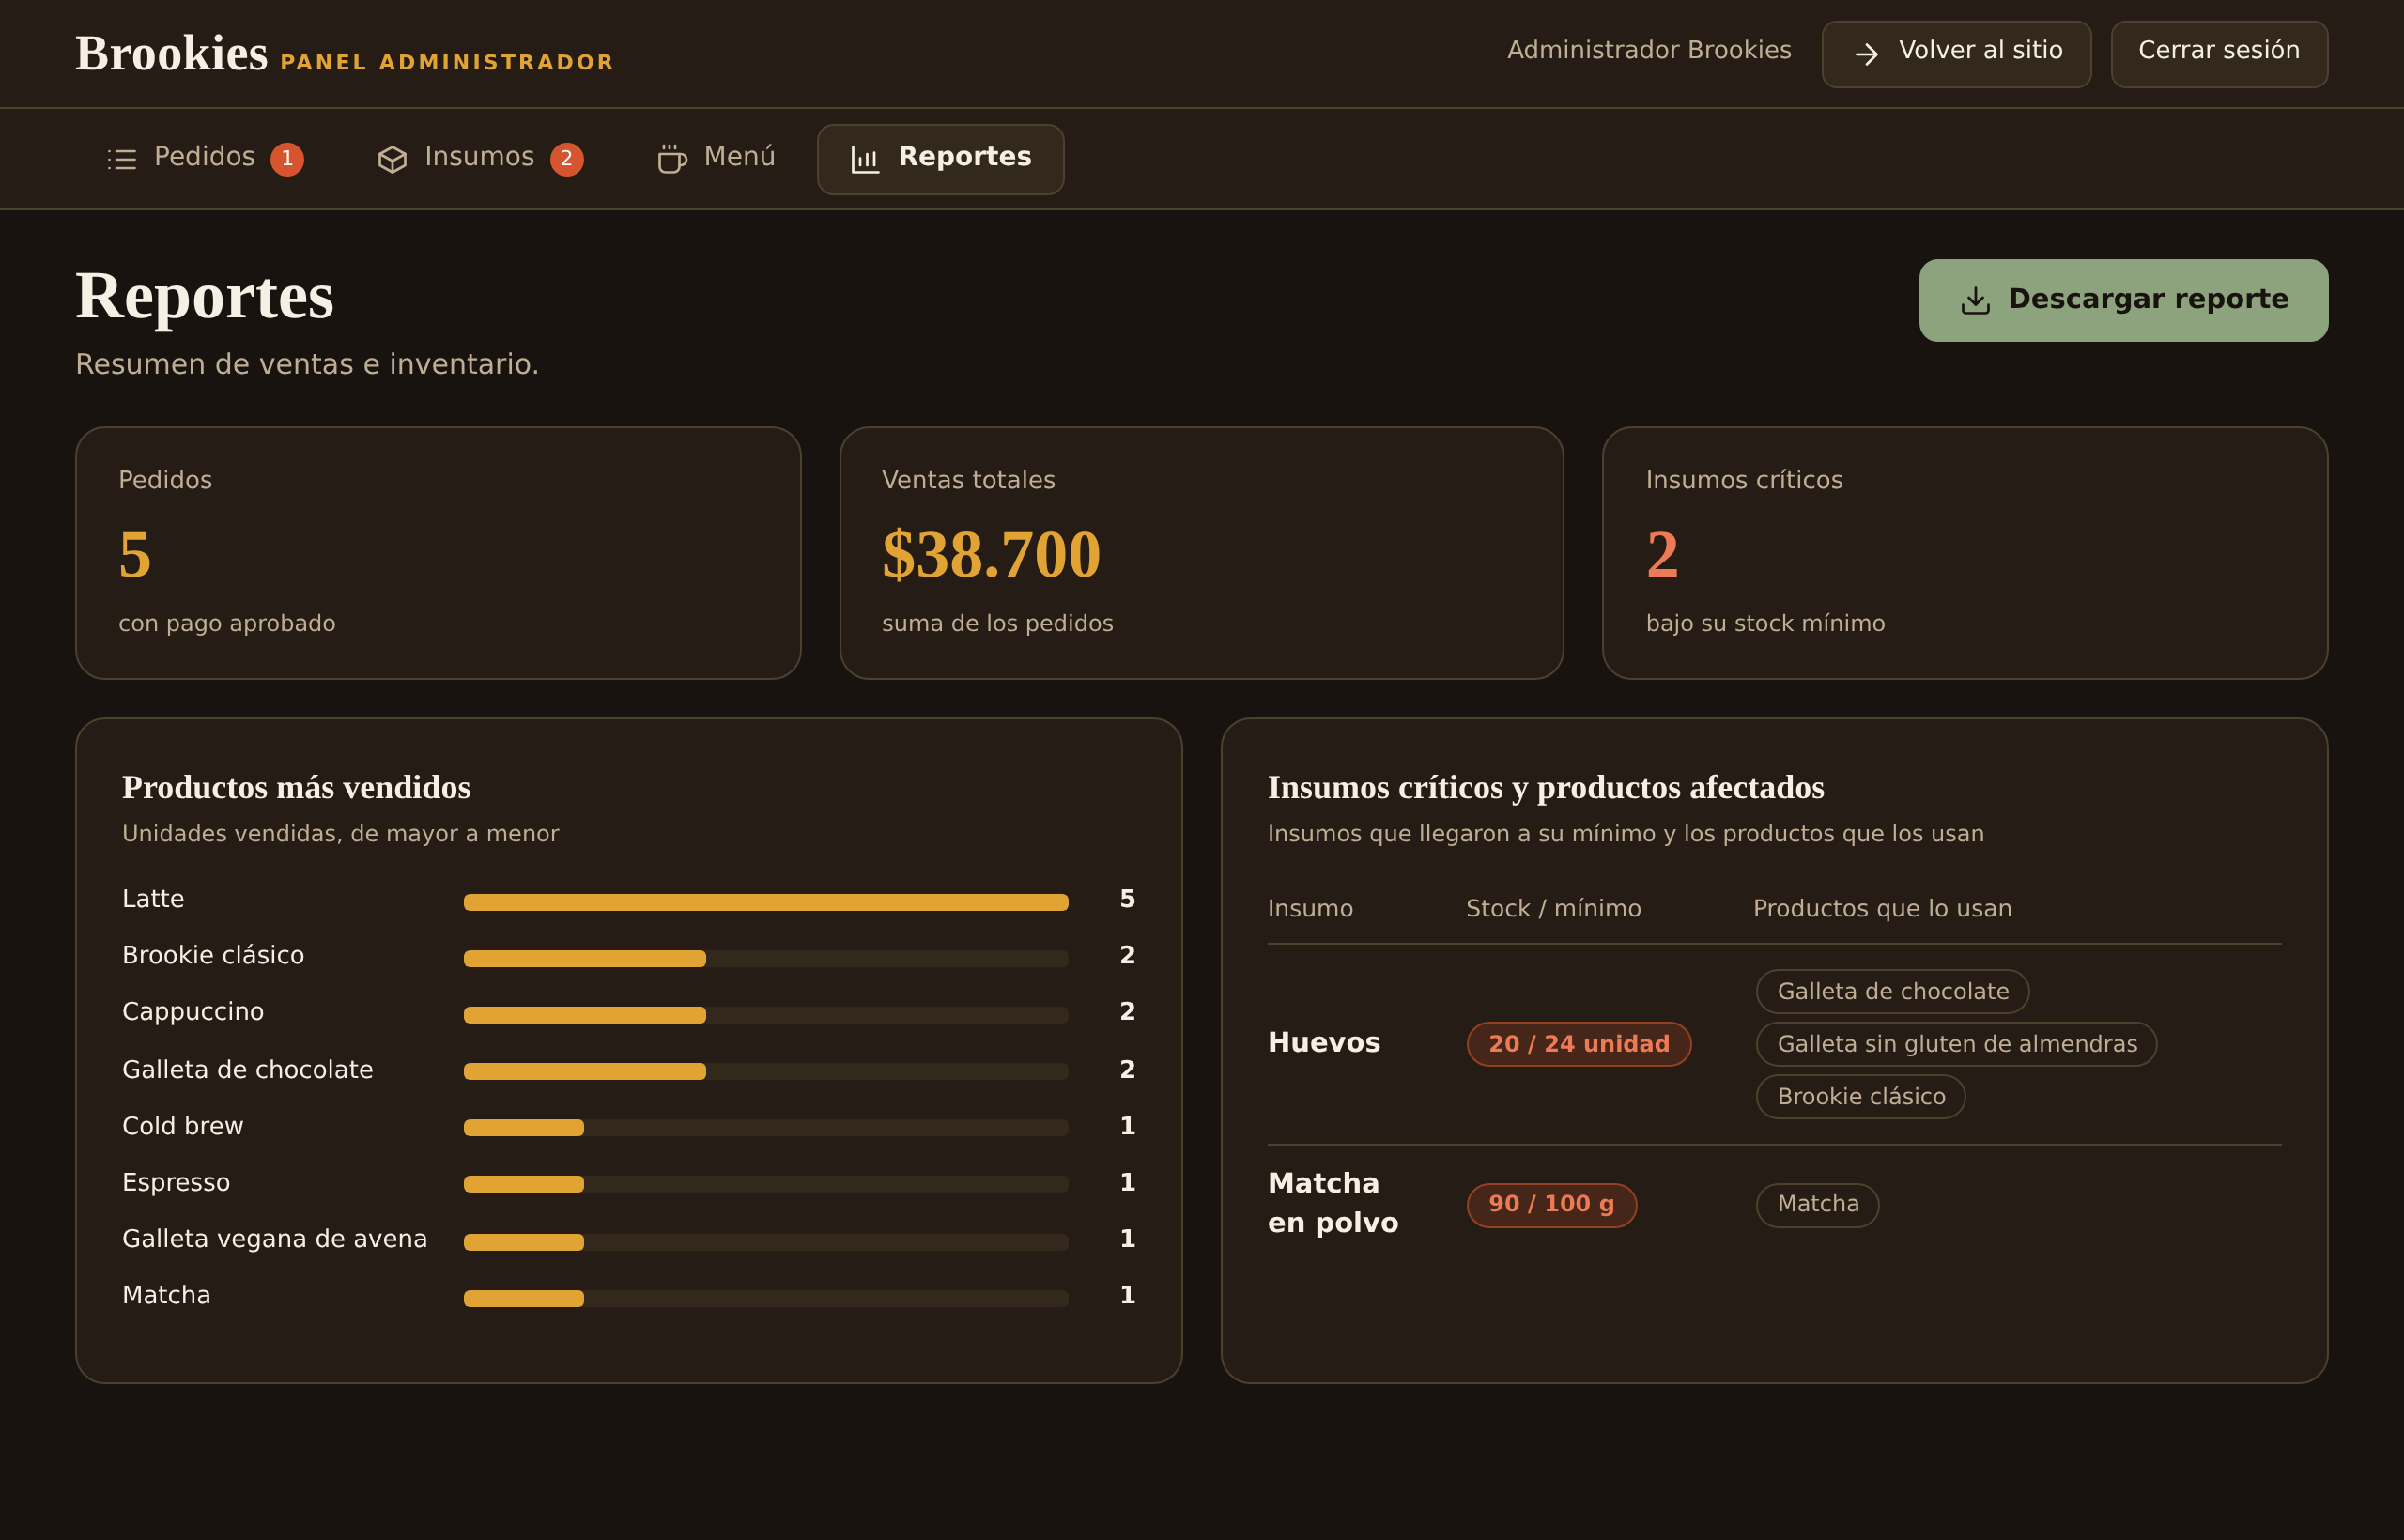 Brookies PANEL ADMINISTRADOR
Administrador Brookies
Volver al sitio
Cerrar sesión
Pedidos 1
Insumos 2
Menú
Reportes
Reportes
Descargar reporte
Resumen de ventas e inventario.
Pedidos
5
con pago aprobado
Ventas totales
$38.700
suma de los pedidos
Insumos críticos
2
bajo su stock mínimo
Productos más vendidos
Unidades vendidas, de mayor a menor
Latte 5
Brookie clásico 2
Cappuccino 2
Galleta de chocolate 2
Cold brew 1
Espresso 1
Galleta vegana de avena 1
Matcha 1
Insumos críticos y productos afectados
Insumos que llegaron a su mínimo y los productos que los usan
Insumo Stock / mínimo Productos que lo usan
Huevos
20 / 24 unidad
Galleta de chocolate
Galleta sin gluten de almendras
Brookie clásico
Matcha
en polvo
90 / 100 g
Matcha